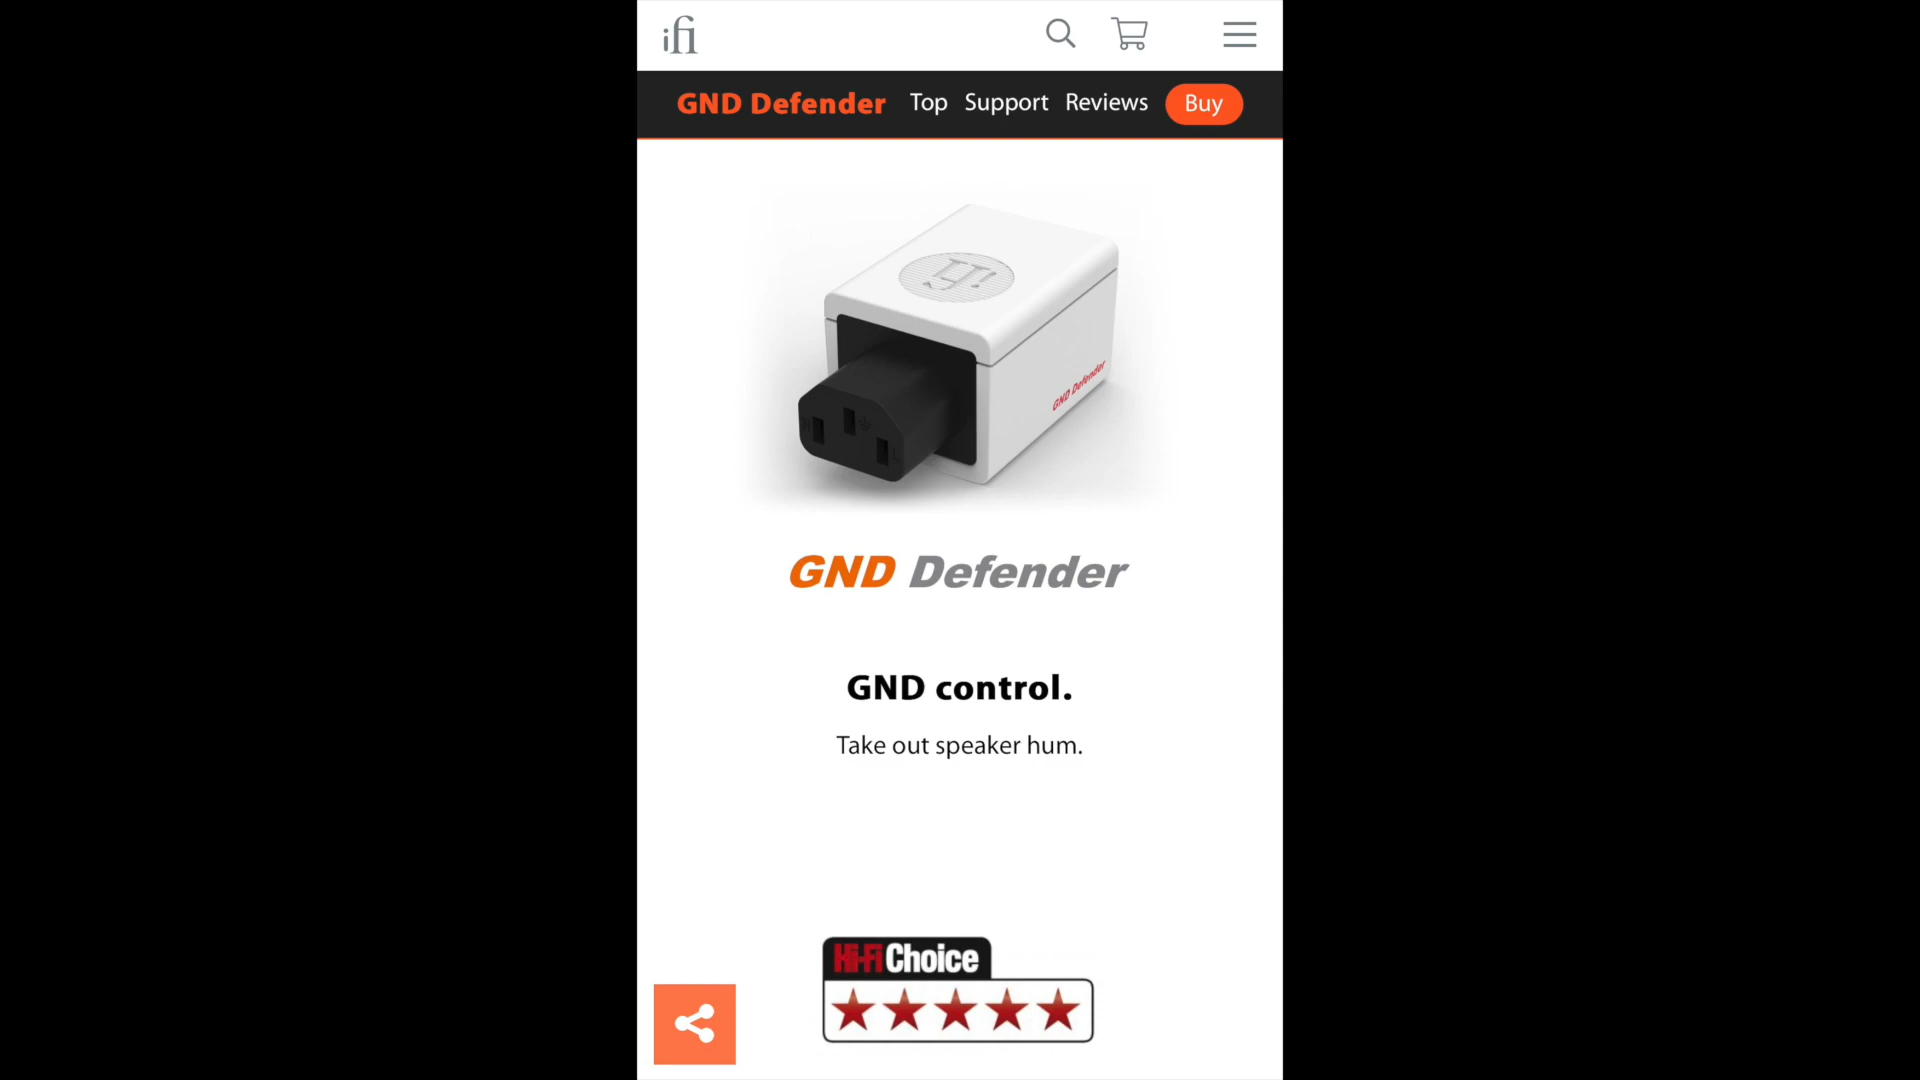 ifi
GND Defender Top Support Reviews Buy
ifi
GND Defender
N L
GND Defender
GND control.
Take out speaker hum.
Hi-Fi Choice